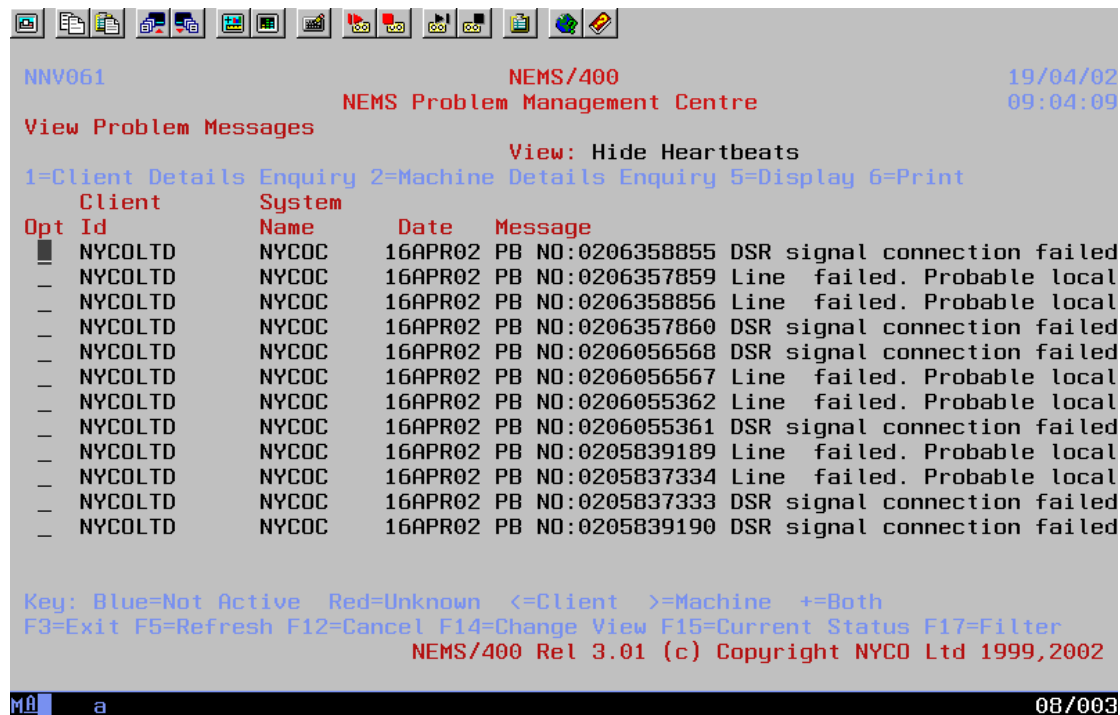 NNV061 NEMS/400 19/04/02
NEMS Problem Management Centre 09:04:09
View Problem Messages
View: Hide Heartbeats
1=Client Details Enquiry 2=Machine Details Enquiry 5=Display 6=Print
Client System
Opt Id Name Date Message
_ NYCOLTD NYCOC 16APR02 PB NO:0206358855 DSR signal connection failed
_ NYCOLTD NYCOC 16APR02 PB NO:0206357859 Line failed. Probable local
_ NYCOLTD NYCOC 16APR02 PB NO:0206358856 Line failed. Probable local
_ NYCOLTD NYCOC 16APR02 PB NO:0206357860 DSR signal connection failed
_ NYCOLTD NYCOC 16APR02 PB NO:0206056568 DSR signal connection failed
_ NYCOLTD NYCOC 16APR02 PB NO:0206056567 Line failed. Probable local
_ NYCOLTD NYCOC 16APR02 PB NO:0206055362 Line failed. Probable local
_ NYCOLTD NYCOC 16APR02 PB NO:0206055361 DSR signal connection failed
_ NYCOLTD NYCOC 16APR02 PB NO:0205839189 Line failed. Probable local
_ NYCOLTD NYCOC 16APR02 PB NO:0205837334 Line failed. Probable local
_ NYCOLTD NYCOC 16APR02 PB NO:0205837333 DSR signal connection failed
_ NYCOLTD NYCOC 16APR02 PB NO:0205839190 DSR signal connection failed
Key: Blue=Not Active Red=Unknown <=Client >=Machine +=Both
F3=Exit F5=Refresh F12=Cancel F14=Change View F15=Current Status F17=Filter
NEMS/400 Rel 3.01 (c) Copyright NYCO Ltd 1999,2002
MA a 08/003